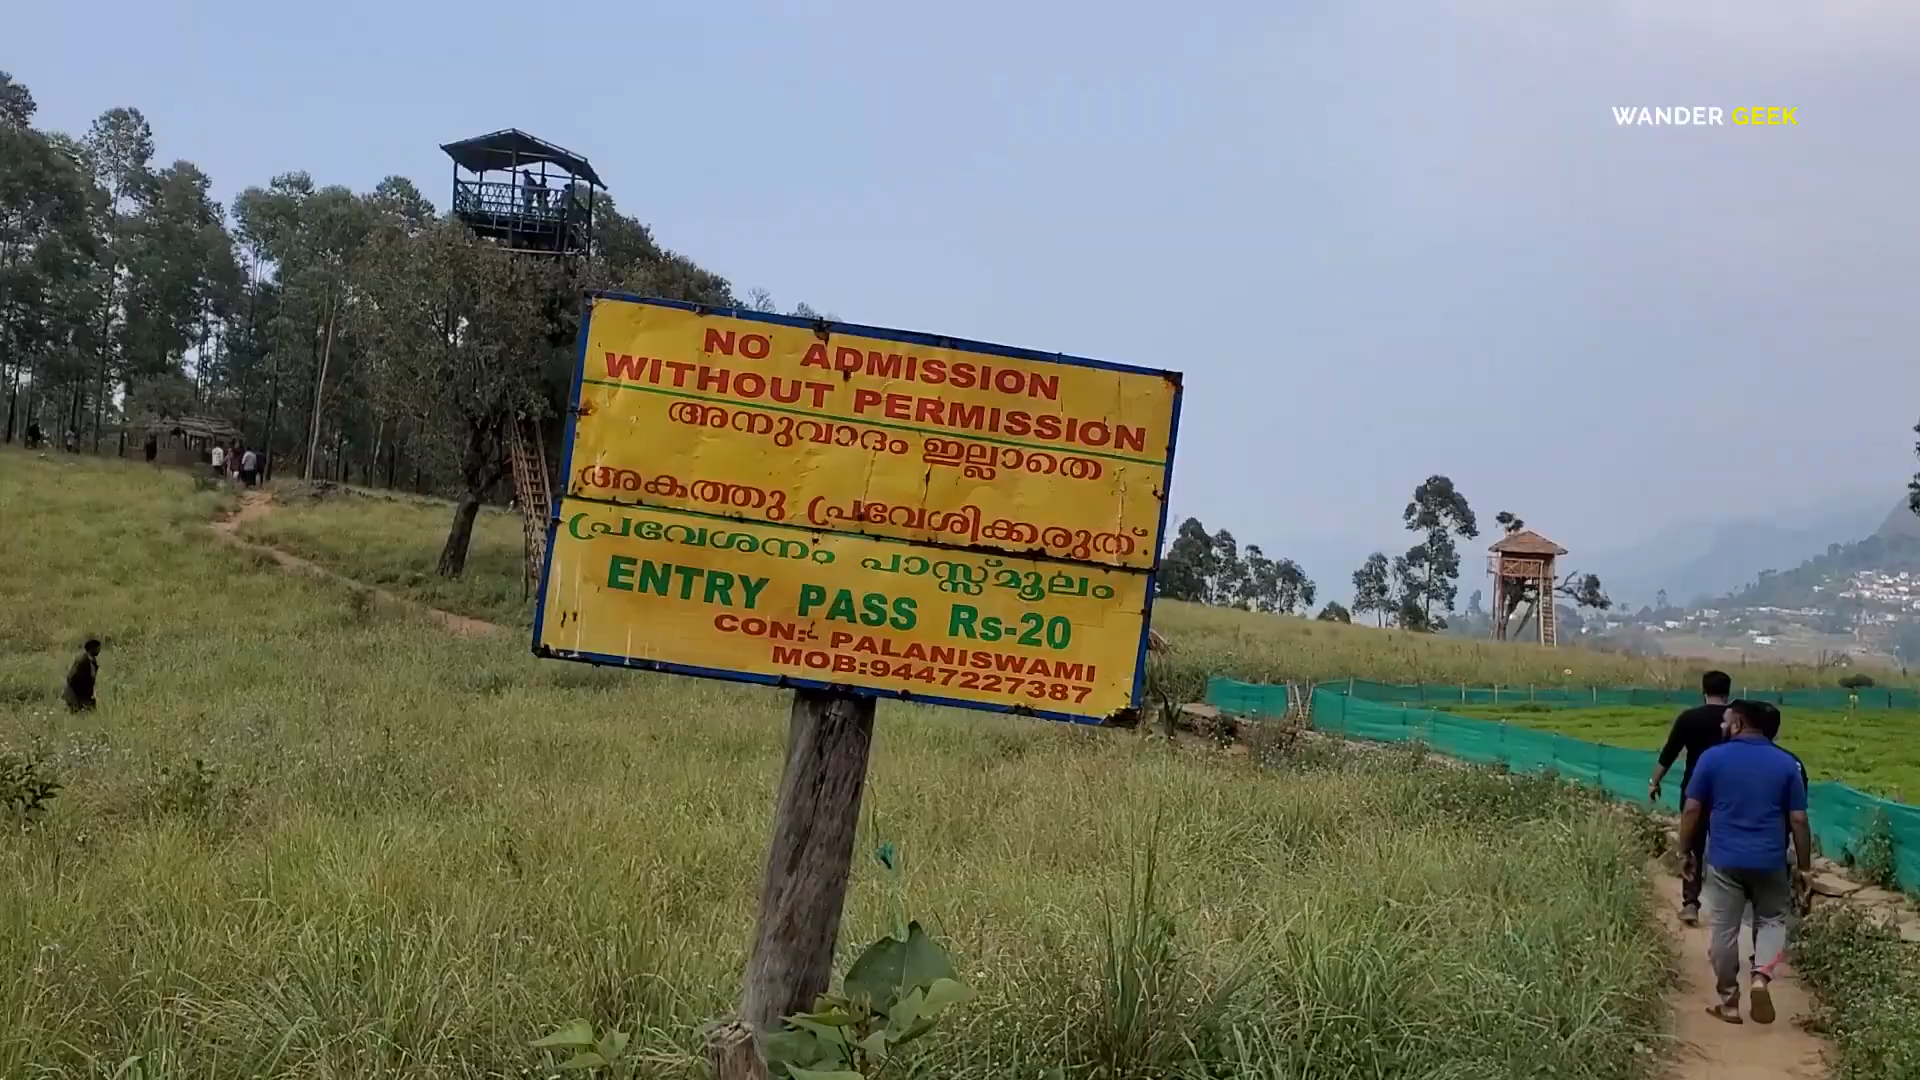 WANDER GEEK
NO ADMISSION
WITHOUT PERMISSION
അനുവാദം ഇല്ലാതെ
അകത്തു പ്രവേശിക്കരുത്.
പ്രവേശനം പാസ്സ്മൂലം
ENTRY PASS Rs-20
CON:- PALANISWAMI
MOB:9447227387